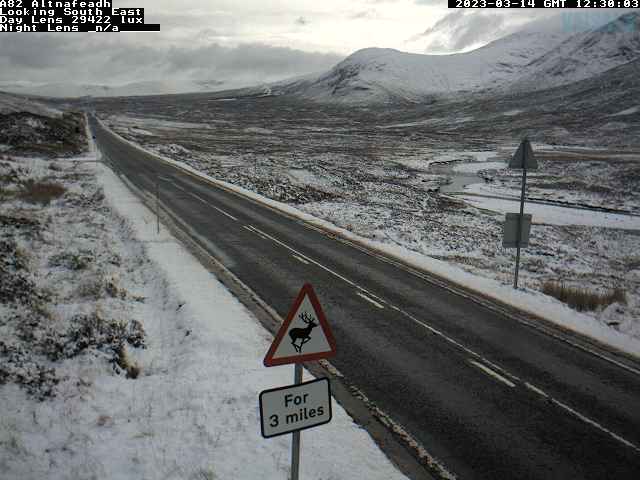 A82 Altnafeadh
Looking South East
Day Lens 29422 lux
Night Lens n/a
2023-03-14 GMT 12:30:03
For
3 miles